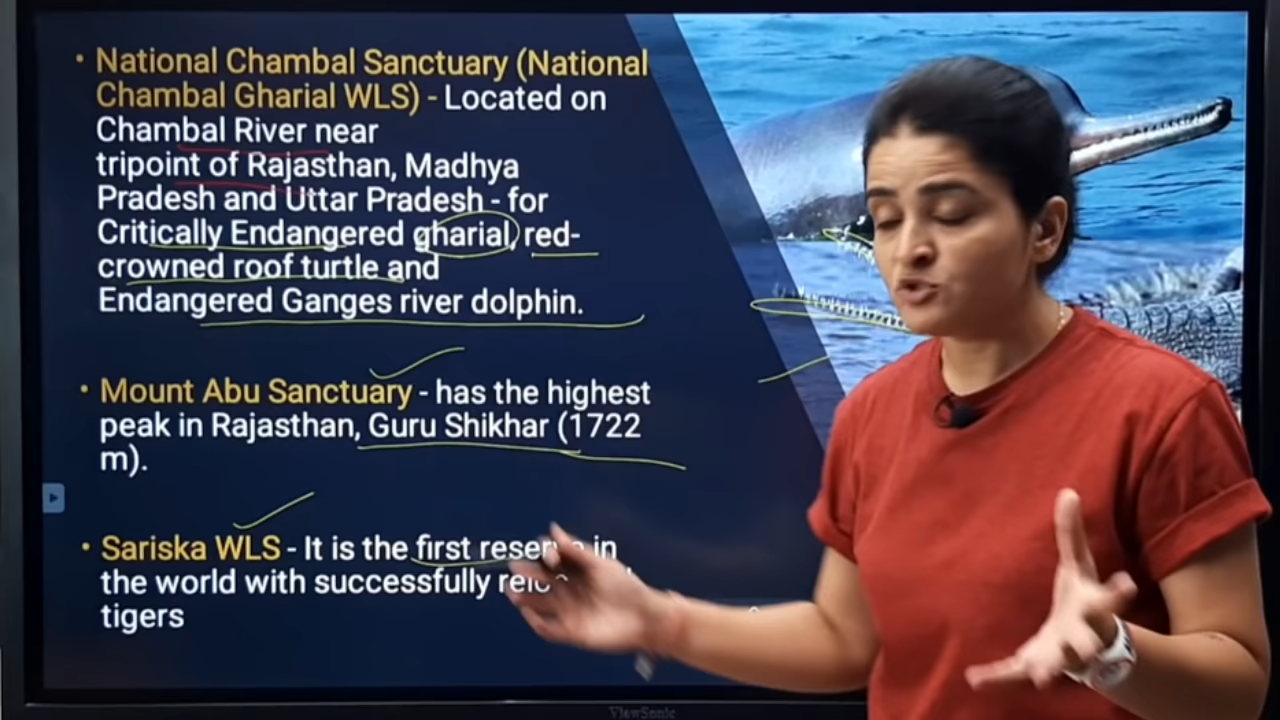 • National Chambal Sanctuary (National
Chambal Gharial WLS) - Located on
Chambal River near
tripoint of Rajasthan, Madhya
Pradesh and Uttar Pradesh - for
Critically Endangered gharial, red-
crowned roof turtle and
Endangered Ganges river dolphin.
• Mount Abu Sanctuary - has the highest
peak in Rajasthan, Guru Shikhar (1722
m).
• Sariska WLS - It is the first in
the world with successfully
tigers
ViewSonic